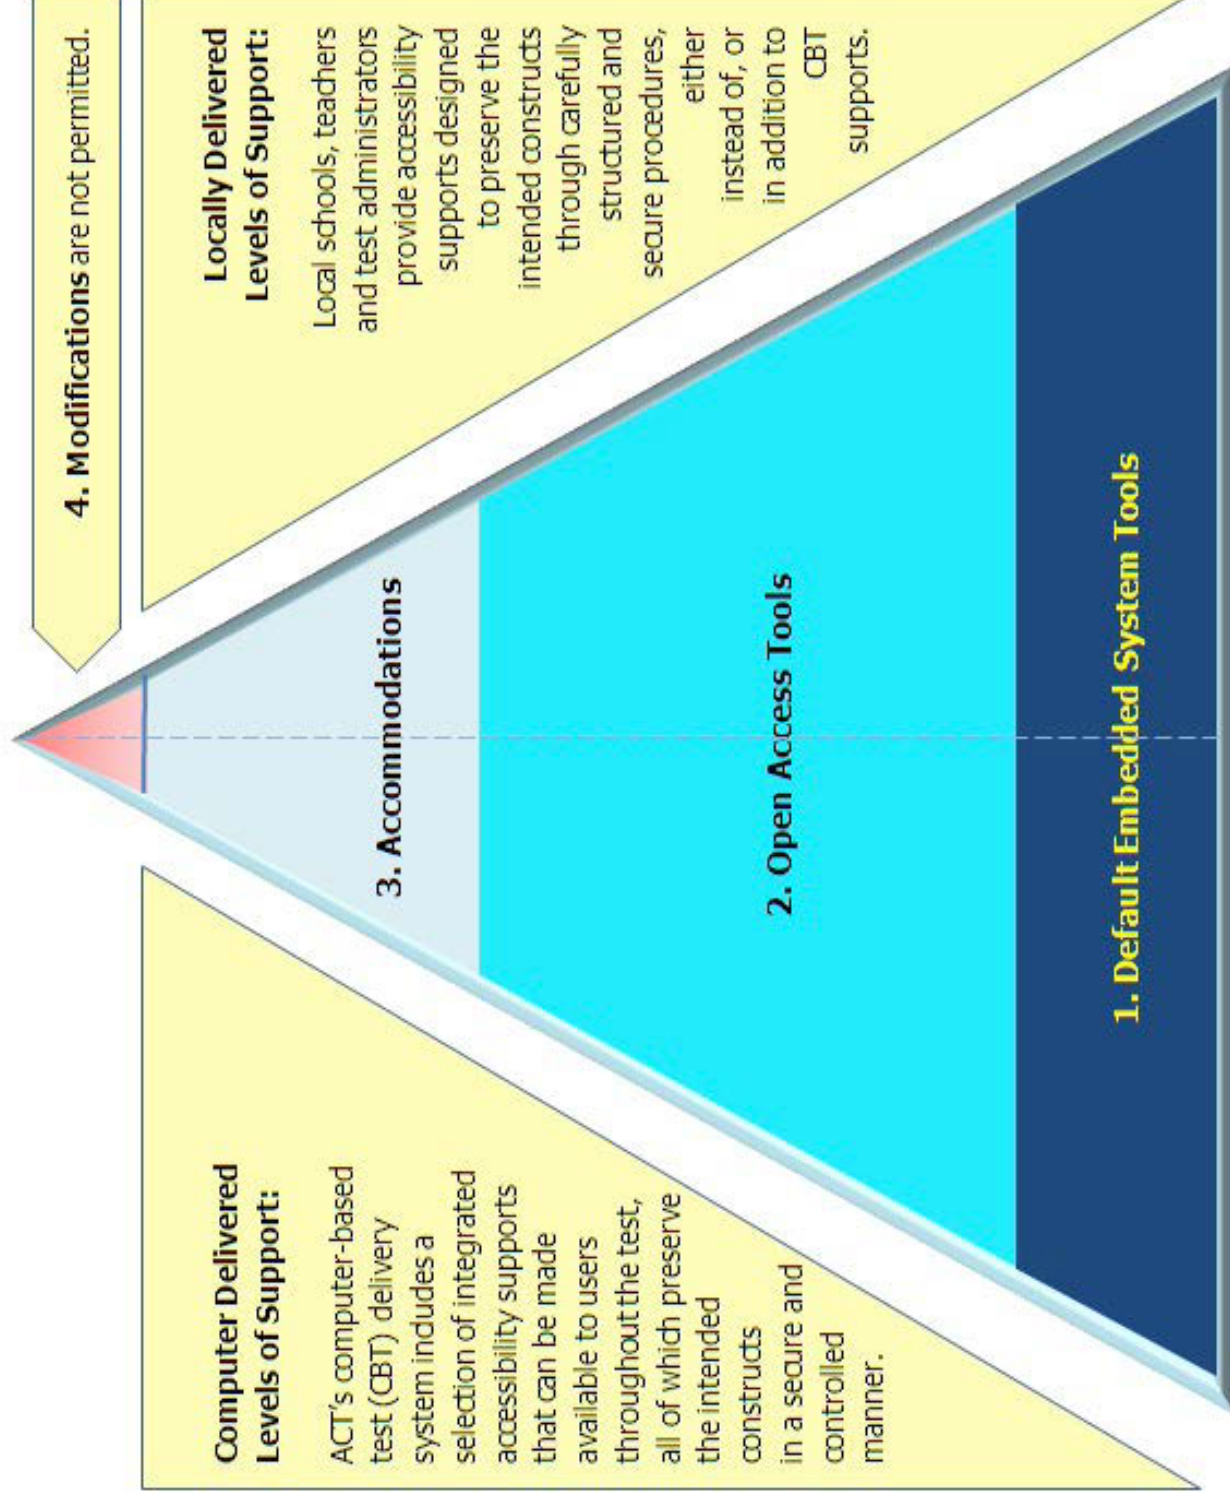 4. Modifications are not permitted.
Computer Delivered
Levels of Support:
ACT's computer-based
test (CBT) delivery
system includes a
selection of integrated
accessibility supports
that can be made
available to users
throughout the test,
all of which preserve
the intended
constructs
in a secure and
controlled
manner.
Locally Delivered
Levels of Support:
Local schools, teachers
and test administrators
provide accessibility
supports designed
to preserve the
intended constructs
through carefully
structured and
secure procedures,
either
instead of, or
in addition to
CBT
supports.
3. Accommodations
2. Open Access Tools
1. Default Embedded System Tools